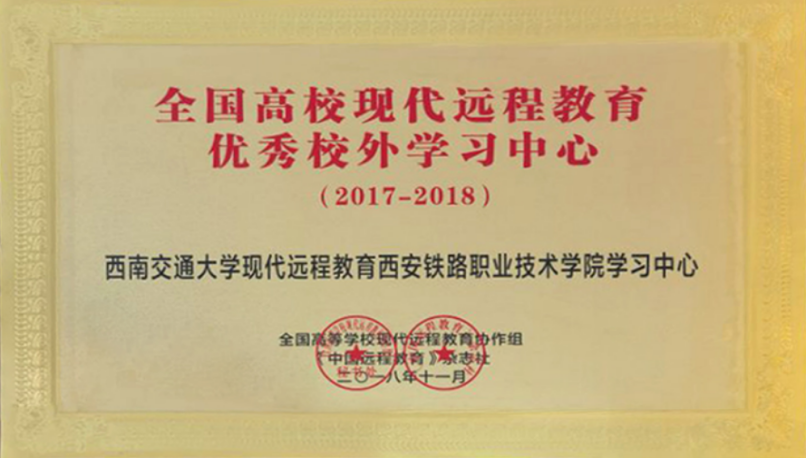 全国高校现代远程教育
优秀校外学习中心
（2017-2018）
西南交通大学现代远程教育西安铁路职业技术学院学习中心
全国高等学校现代远程教育协作组
《中国远程教育》杂志社
二〇一八年十一月
秘书处